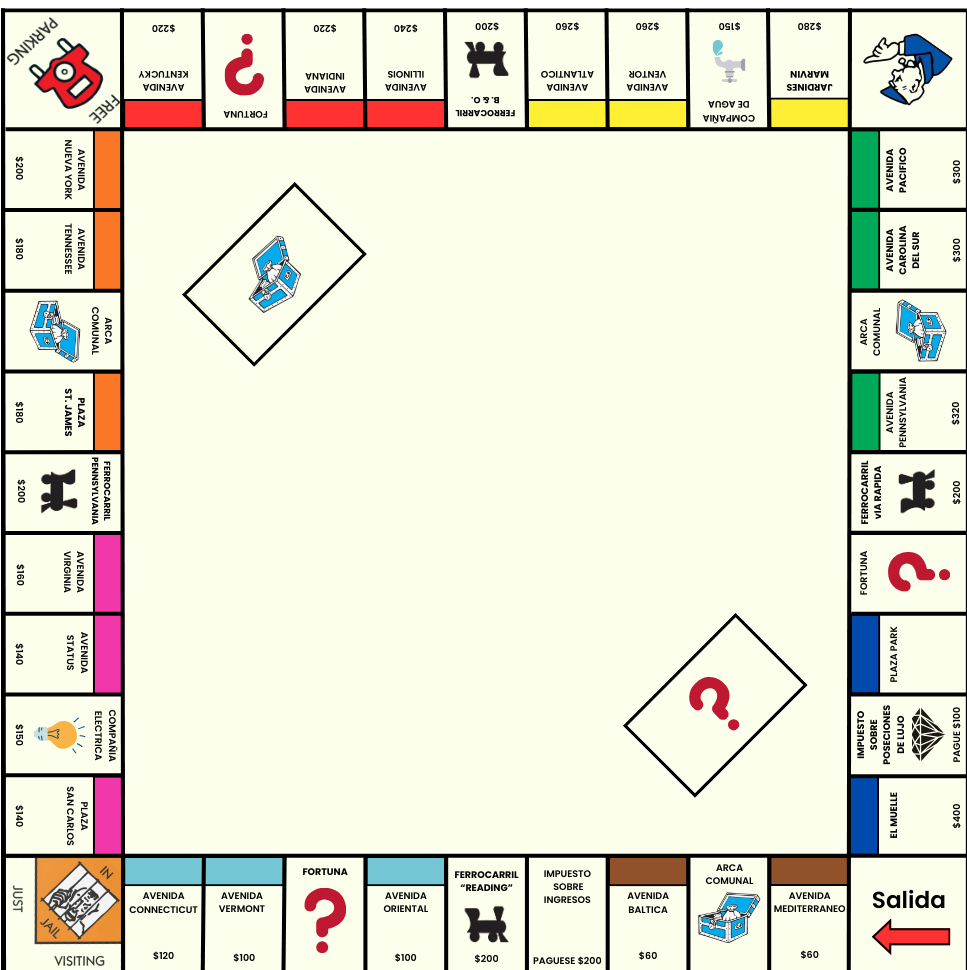 FREE
PARKING
AVENIDA
KENTUCKY
$220
FORTUNA
AVENIDA
INDIANA
$220
AVENIDA
ILLINOIS
$240
FERROCARRIL
B. & O.
$200
AVENIDA
ATLANTICO
$260
AVENIDA
VENTOR
$260
COMPAÑIA
DE AGUA
$150
JARDINES
MARVIN
$280
AVENIDA
NUEVA YORK
$200
AVENIDA
TENNESSEE
$180
ARCA
COMUNAL
PLAZA
ST. JAMES
$180
FERROCARRIL
PENNSYLVANIA
$200
AVENIDA
VIRGINIA
$160
AVENIDA
STATUS
$140
COMPAÑIA
ELECTRICA
$150
PLAZA
SAN CARLOS
$140
AVENIDA
PACIFICO
$300
AVENIDA
CAROLINA
DEL SUR
$300
ARCA
COMUNAL
AVENIDA
PENNSYLVANIA
$320
FERROCARRIL
VIA RAPIDA
$200
FORTUNA
PLAZA PARK
IMPUESTO
SOBRE
POSECIONES
DE LUJO
PAGUE $100
EL MUELLE
$400
IN
JAIL
JUST
VISITING
AVENIDA
CONNECTICUT
$120
AVENIDA
VERMONT
$100
FORTUNA
AVENIDA
ORIENTAL
$100
FERROCARRIL
“READING”
$200
IMPUESTO
SOBRE
INGRESOS
PAGUESE $200
AVENIDA
BALTICA
$60
ARCA
COMUNAL
AVENIDA
MEDITERRANEO
$60
Salida